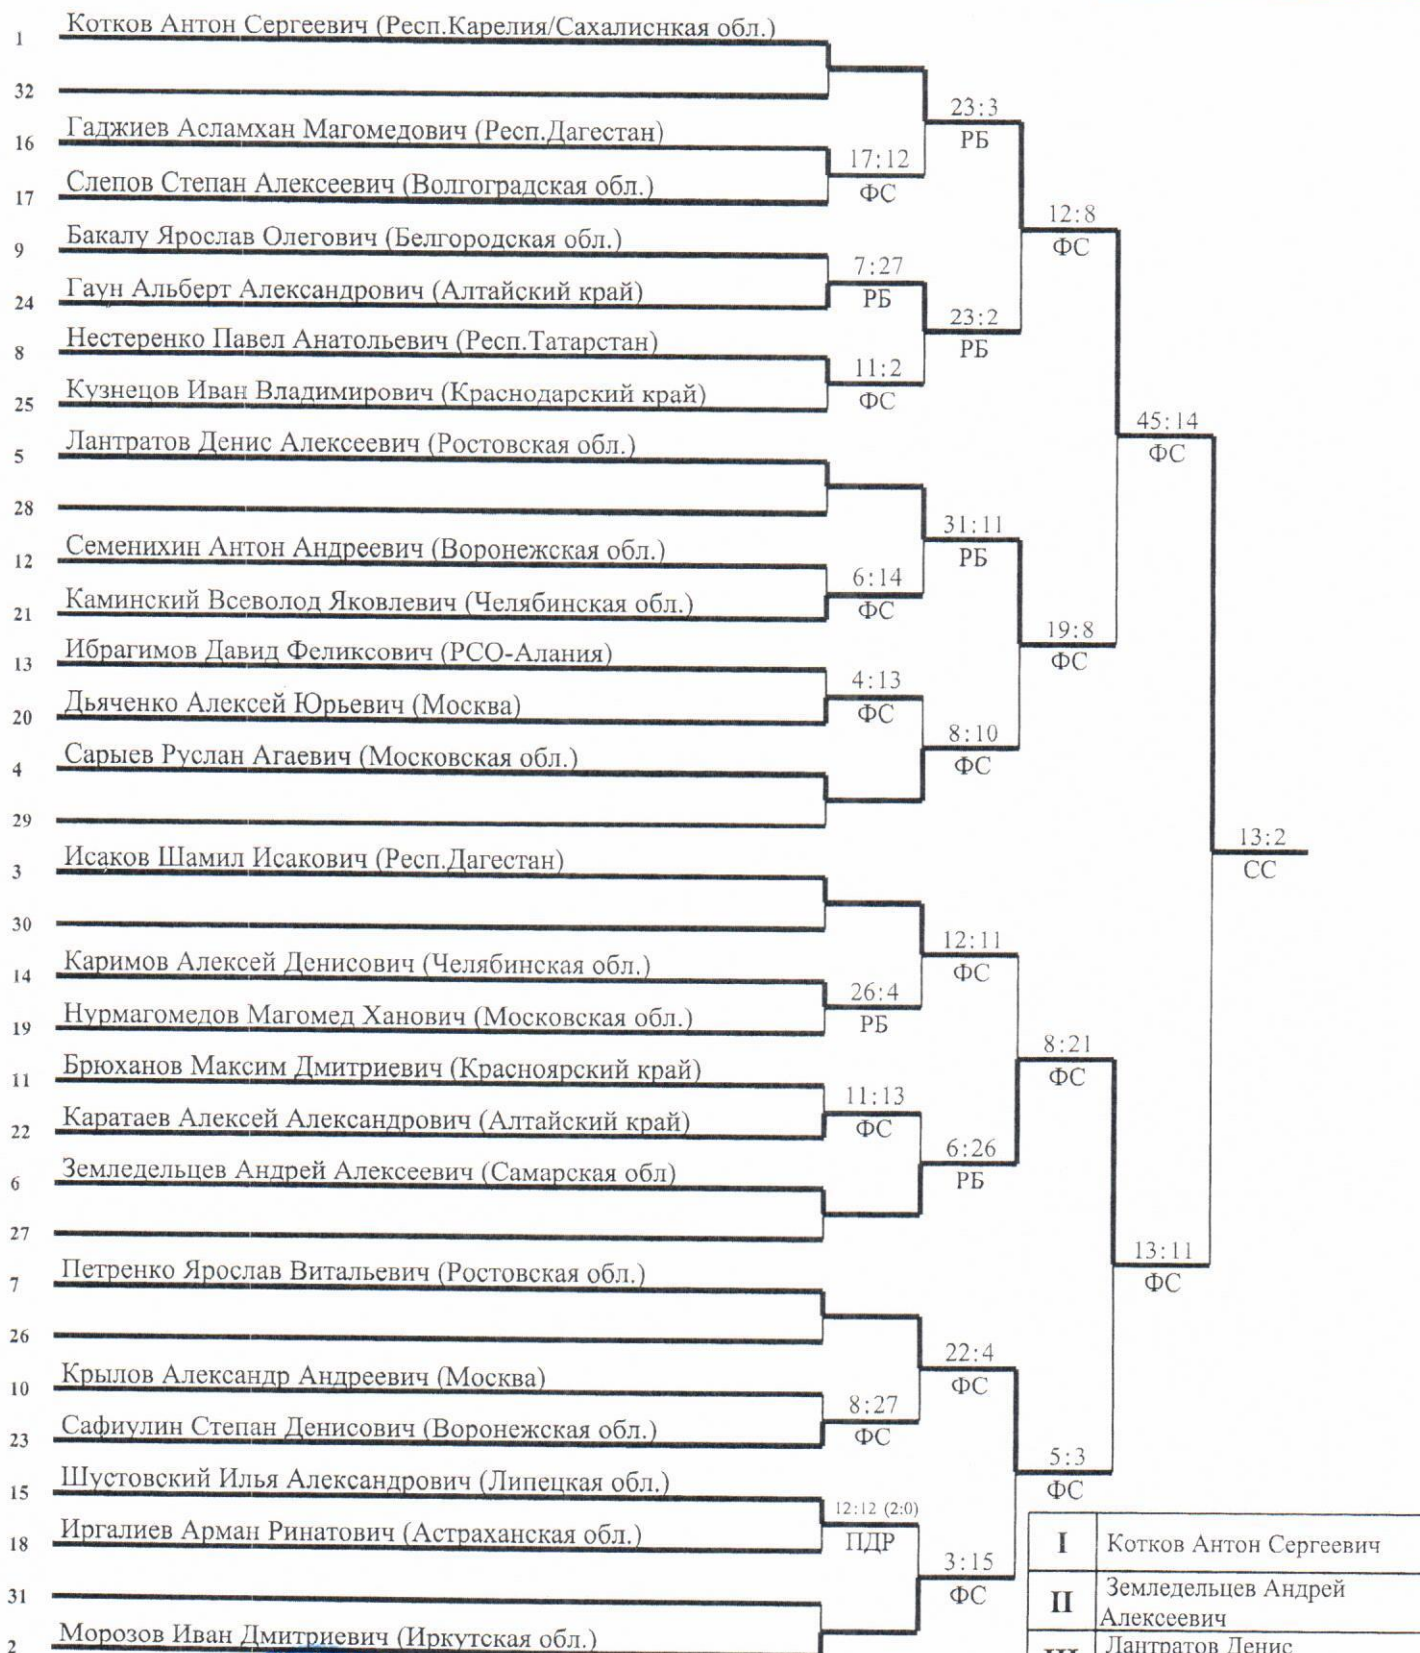 Котков Антон Сергеевич (Респ.Карелия/Сахалиснкая обл.)
1
32
23:3
РБ
Гаджиев Асламхан Магомедович (Респ.Дагестан)
16
17:12
ФС
Слепов Степан Алексеевич (Волгоградская обл.)
17
12:8
ФС
Бакалу Ярослав Олегович (Белгородская обл.)
9
7:27
РБ
Гаун Альберт Александрович (Алтайский край)
24
23:2
РБ
Нестеренко Павел Анатольевич (Респ.Татарстан)
8
11:2
ФС
Кузнецов Иван Владимирович (Краснодарский край)
25
45:14
ФС
Лантратов Денис Алексеевич (Ростовская обл.)
5
28
31:11
РБ
Семенихин Антон Андреевич (Воронежская обл.)
12
6:14
ФС
Каминский Всеволод Яковлевич (Челябинская обл.)
21
19:8
ФС
Ибрагимов Давид Феликсович (РСО-Алания)
13
4:13
ФС
Дьяченко Алексей Юрьевич (Москва)
20
8:10
ФС
Сарыев Руслан Агаевич (Московская обл.)
4
29
13:2
СС
Исаков Шамил Исакович (Респ.Дагестан)
3
30
12:11
ФС
Каримов Алексей Денисович (Челябинская обл.)
14
26:4
РБ
Нурмагомедов Магомед Ханович (Московская обл.)
19
8:21
ФС
Брюханов Максим Дмитриевич (Красноярский край)
11
11:13
ФС
Каратаев Алексей Александрович (Алтайский край)
22
6:26
РБ
Земледельцев Андрей Алексеевич (Самарская обл)
6
27
13:11
ФС
Петренко Ярослав Витальевич (Ростовская обл.)
7
26
22:4
ФС
Крылов Александр Андреевич (Москва)
10
8:27
ФС
Сафиулин Степан Денисович (Воронежская обл.)
23
5:3
ФС
Шустовский Илья Александрович (Липецкая обл.)
15
12:12 (2:0)
ПДР
Иргалиев Арман Ринатович (Астраханская обл.)
18
3:15
ФС
31
Морозов Иван Дмитриевич (Иркутская обл.)
2
I Котков Антон Сергеевич
II Земледельцев Андрей
Алексеевич
III Лантратов Денис